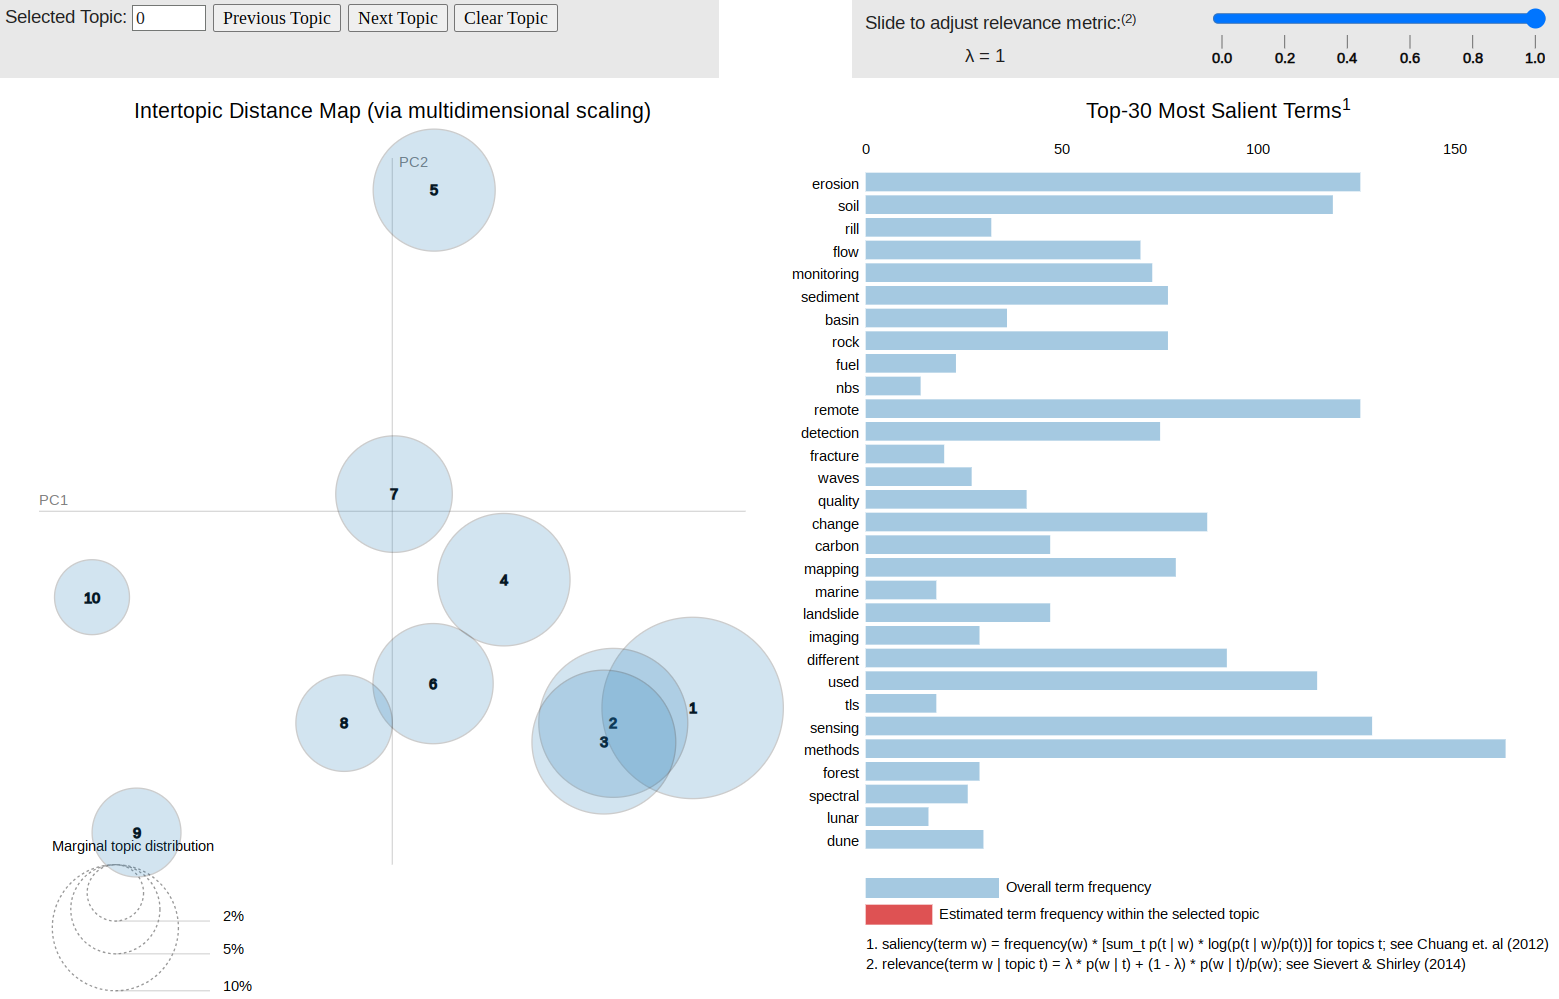 Selected Topic: 0 Previous Topic Next Topic Clear Topic
Slide to adjust relevance metric:(2)
λ = 1
0.0 0.2 0.4 0.6 0.8 1.0
Intertopic Distance Map (via multidimensional scaling)
PC2
PC1
5
7
4
10
6
1
2
8
3
9
Marginal topic distribution
2%
5%
10%
Top-30 Most Salient Terms1
0 50 100 150
erosion
soil
rill
flow
monitoring
sediment
basin
rock
fuel
nbs
remote
detection
fracture
waves
quality
change
carbon
mapping
marine
landslide
imaging
different
used
tls
sensing
methods
forest
spectral
lunar
dune
Overall term frequency
Estimated term frequency within the selected topic
1. saliency(term w) = frequency(w) * [sum_t p(t | w) * log(p(t | w)/p(t))] for topics t; see Chuang et. al (2012)
2. relevance(term w | topic t) = λ * p(w | t) + (1 - λ) * p(w | t)/p(w); see Sievert & Shirley (2014)